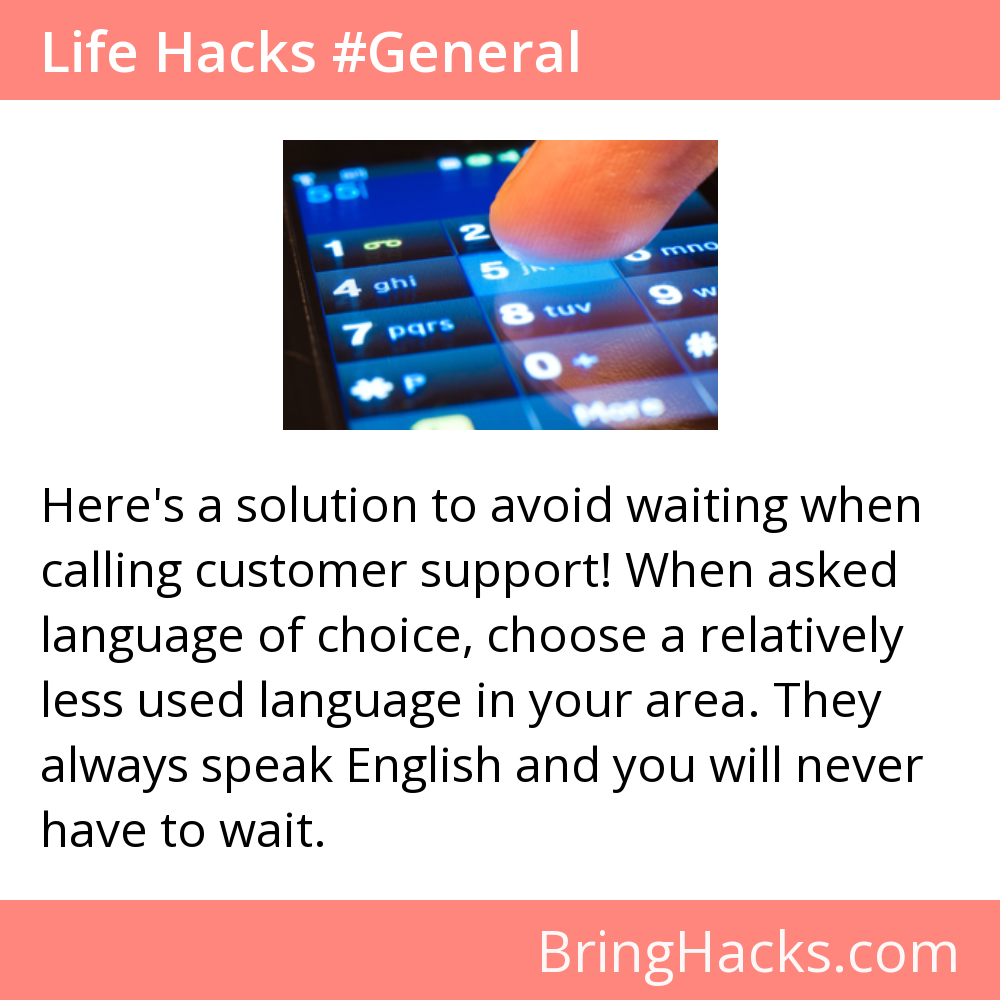 Life Hacks #General
55
1
2
4 ghi
5
mno
7 pqrs
8 tuv
9
* P
0 +
#
More
Here's a solution to avoid waiting when
calling customer support! When asked
language of choice, choose a relatively
less used language in your area. They
always speak English and you will never
have to wait.
BringHacks.com